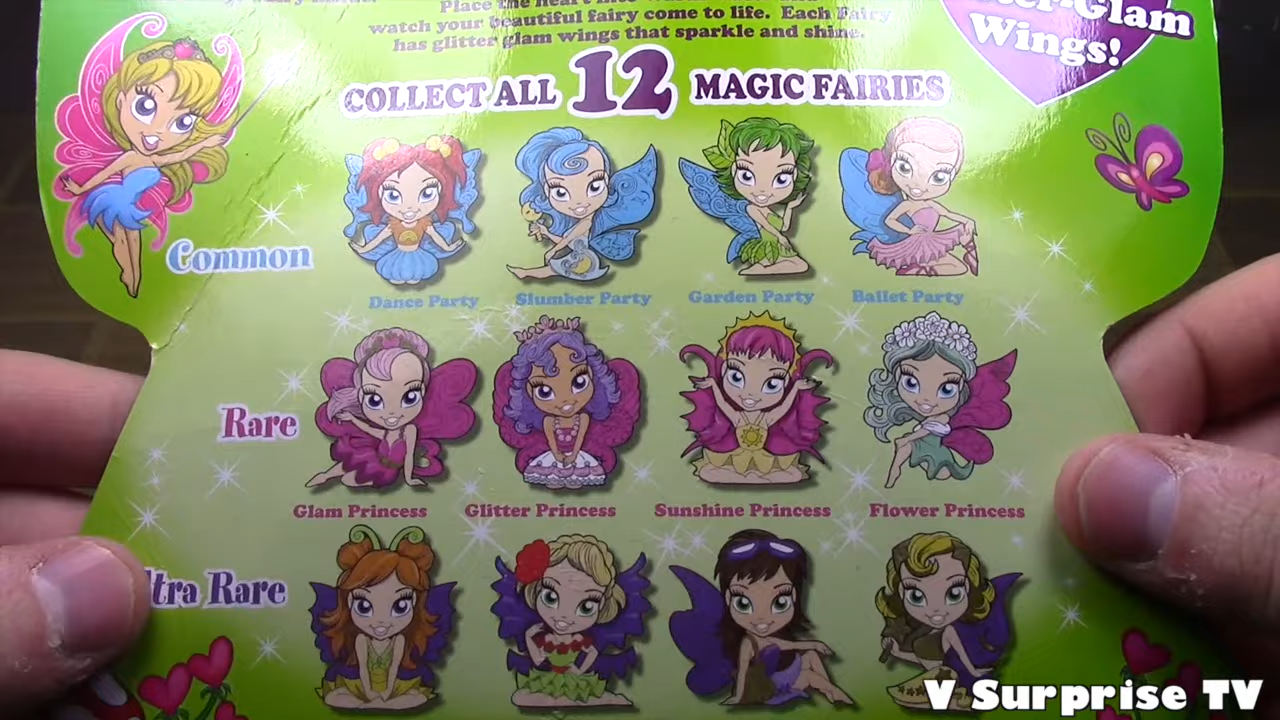 Place the heart
watch your beautiful fairy come to life. Each Fairy
has glitter glam wings that sparkle and shine.
Glam
Wings!
COLLECT ALL 12 MAGIC FAIRIES
Common
Dance Party Slumber Party Garden Party Ballet Party
Rare
Glam Princess Glitter Princess Sunshine Princess Flower Princess
Rare
V Surprise TV